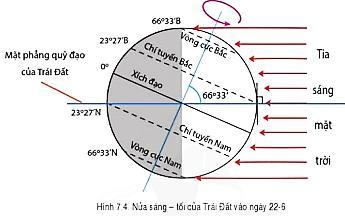 66°33'B
23°27'B
Vòng cực Bắc
Chí tuyến Bắc
Mặt phẳng quỹ đạo
của Trái Đất
0°
Xích đạo
66°33'
Tia
sáng
mặt
trời
23°27'N
Chí tuyến Nam
66°33'N
Vòng cực Nam
Hình 7.4. Nửa sáng – tối của Trái Đất vào ngày 22-6